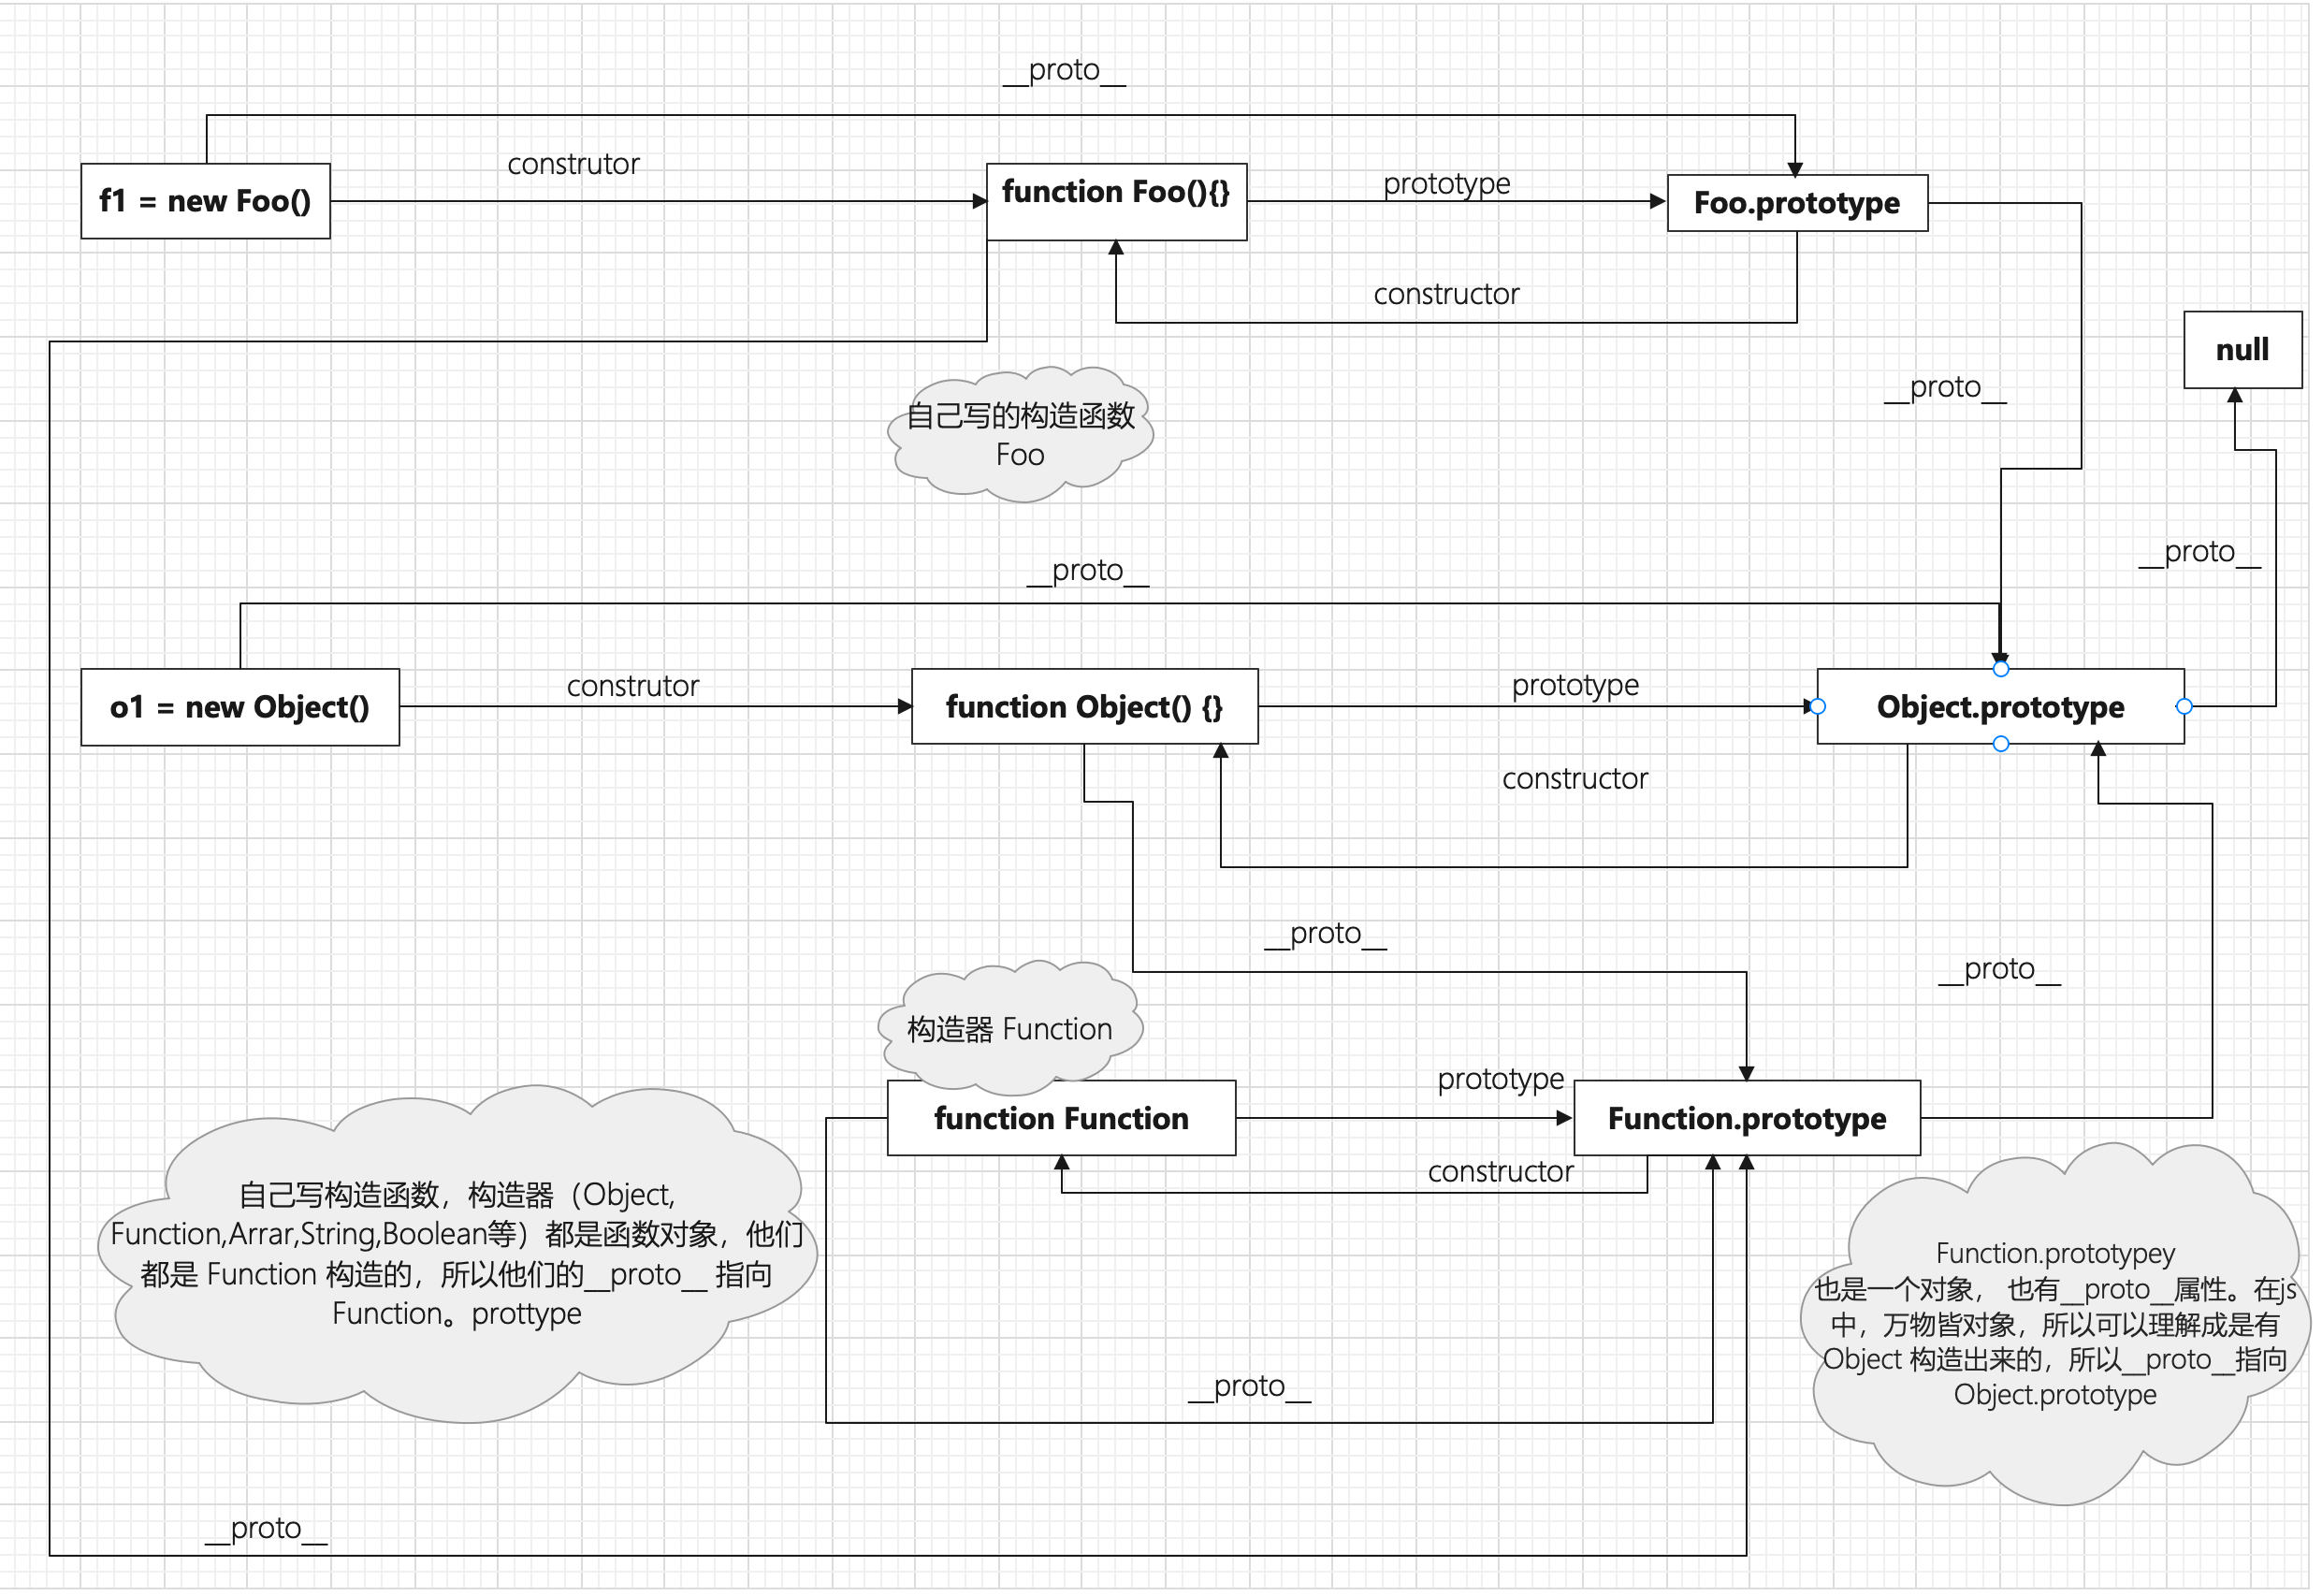 __proto__
construtor
f1 = new Foo()
function Foo(){}
prototype
Foo.prototype
constructor
null
__proto__
自己写的构造函数
Foo
__proto__
__proto__
construtor
prototype
o1 = new Object()
function Object() {}
Object.prototype
constructor
__proto__
__proto__
构造器 Function
prototype
function Function
Function.prototype
constructor
自己写构造函数，构造器（Object,
Function,Arrar,String,Boolean等）都是函数对象，他们
都是 Function 构造的，所以他们的__proto__ 指向
Function。prottype
Function.prototypey
也是一个对象， 也有__proto__属性。在js
中，万物皆对象，所以可以理解成是有
Object 构造出来的，所以__proto__指向
Object.prototype
__proto__
__proto__